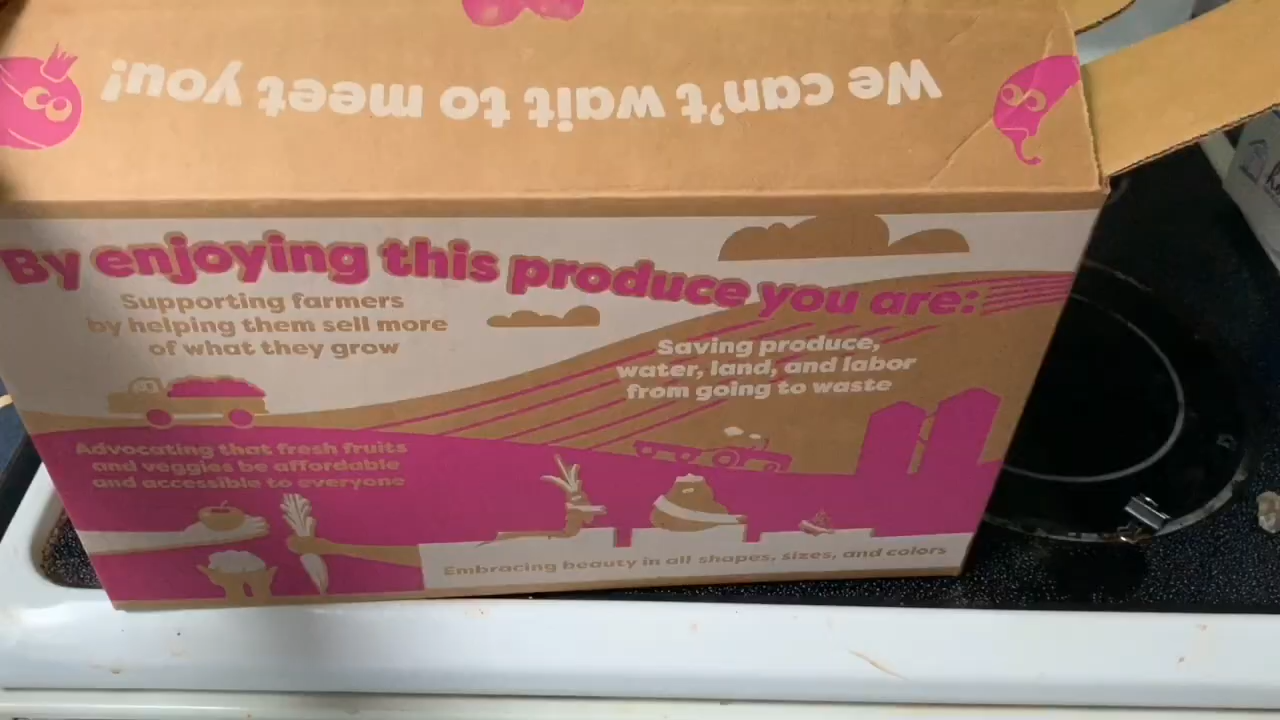 We can't wait to meet you!
By enjoying this produce you are:
Supporting farmers
by helping them sell more
of what they grow
Saving produce,
water, land, and labor
from going to waste
Advocating that fresh fruits
and veggies be affordable
and accessible to everyone
Embracing beauty in all shapes, sizes, and colors